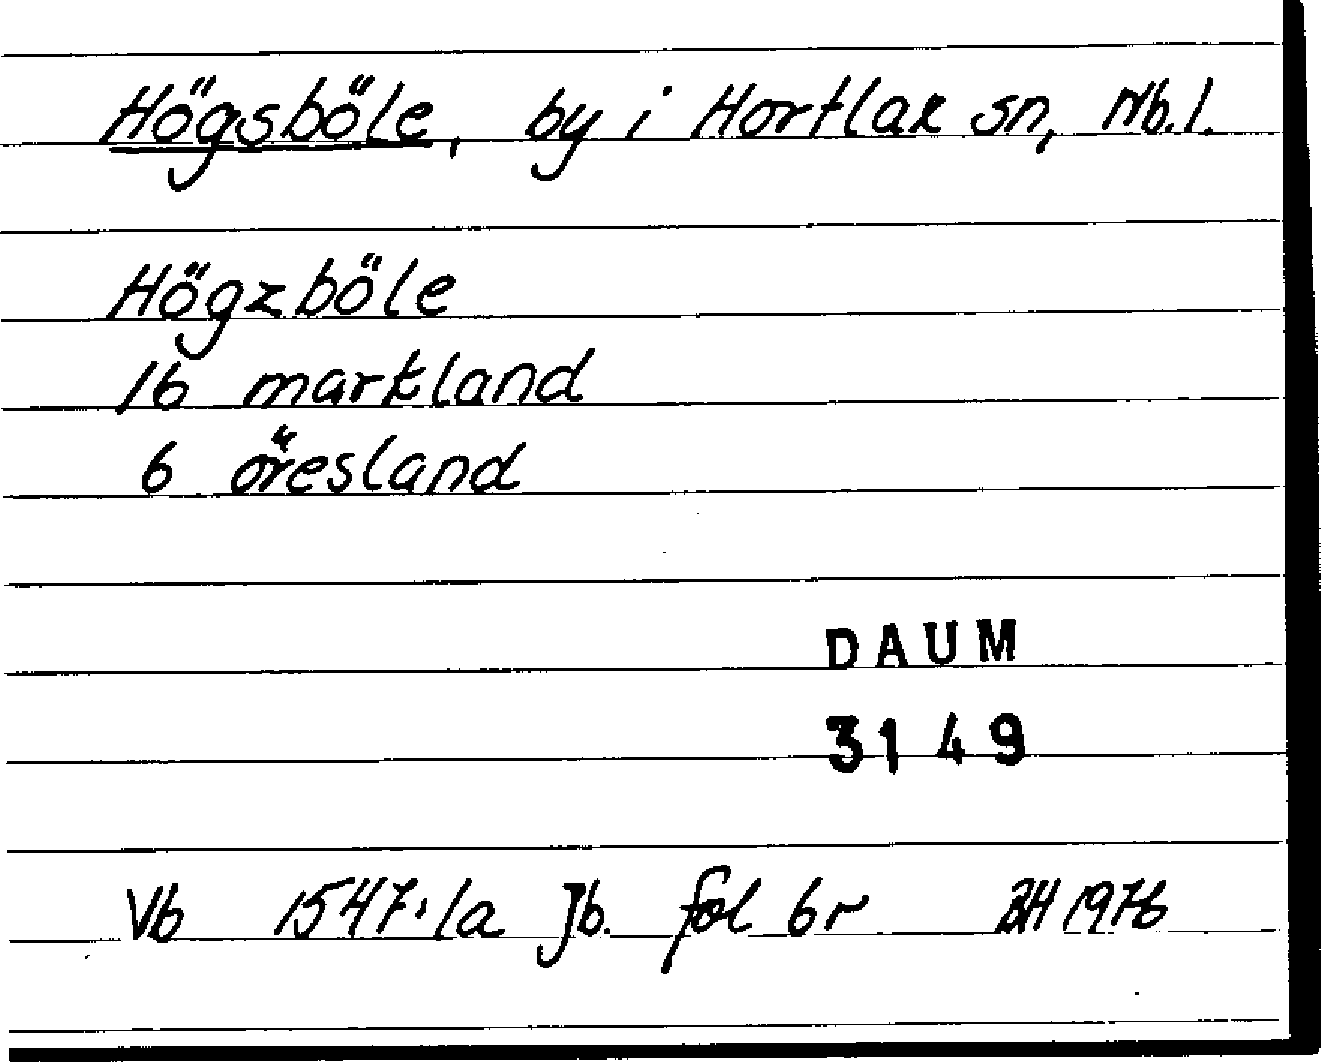 Högsböle, by i Hortlax sn, Nb.l.
Högzböle
16 markland
6 öresland
DAUM
3149
Vb 1547:1a Jb. fol 6r BH 1976